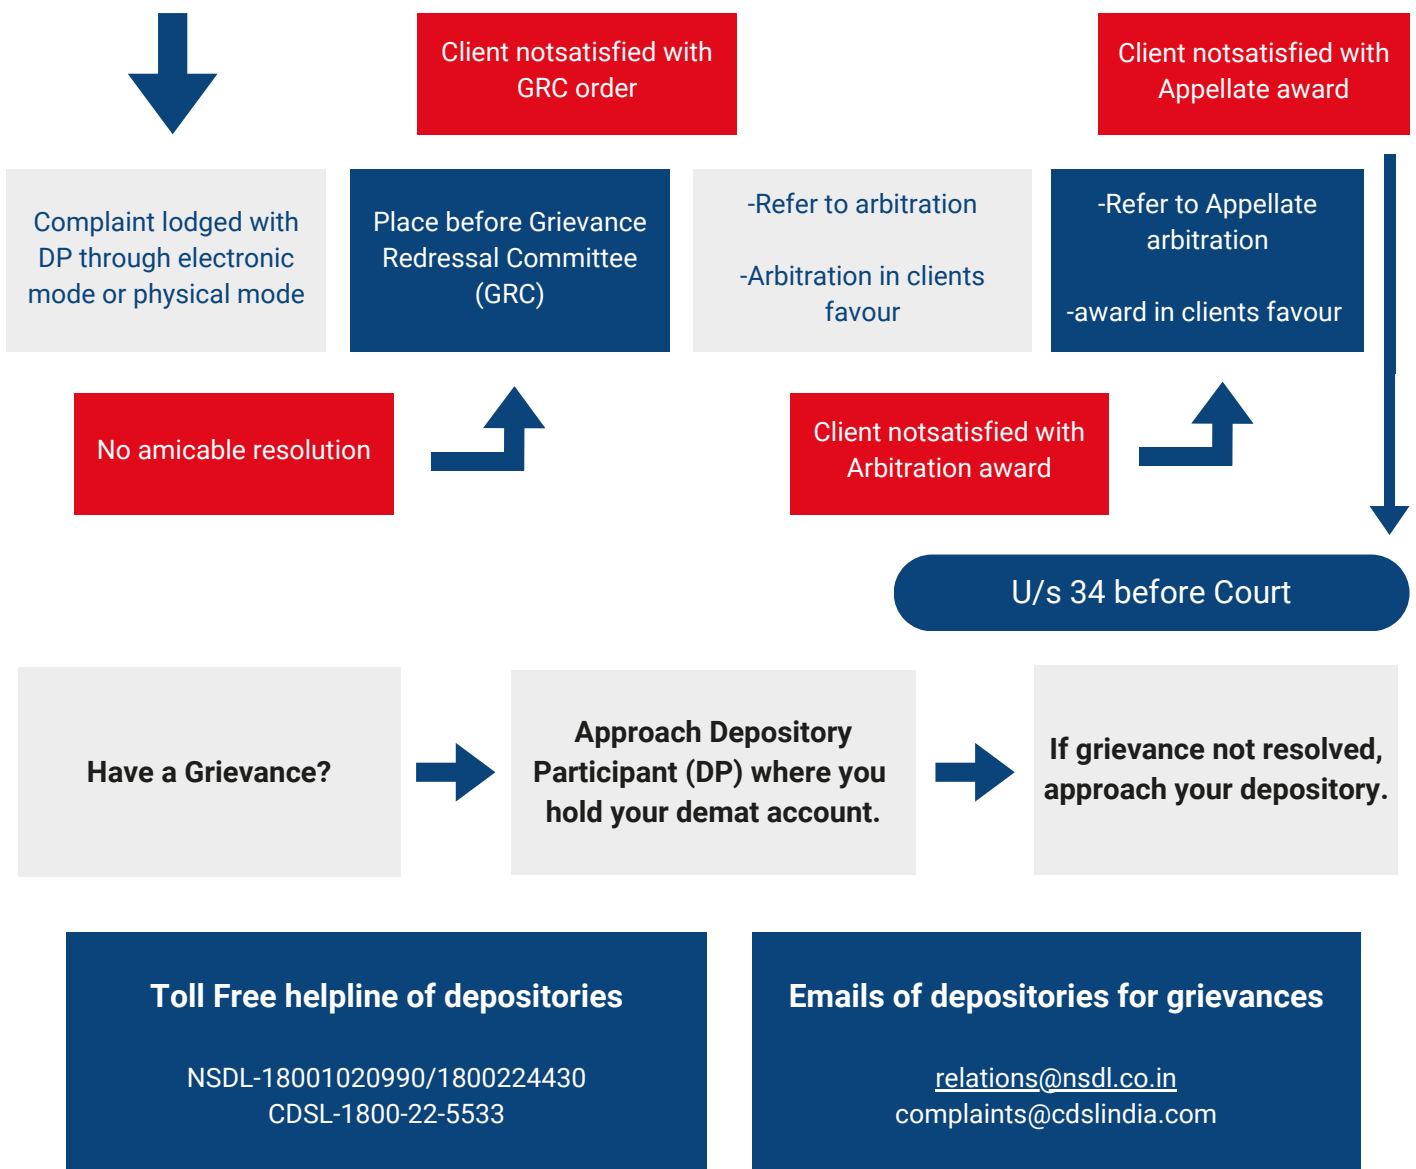 Client notsatisfied with
GRC order
Client notsatisfied with
Appellate award
Complaint lodged with
DP through electronic
mode or physical mode
Place before Grievance
Redressal Committee
(GRC)
-Refer to arbitration
-Arbitration in clients
favour
-Refer to Appellate
arbitration
-award in clients favour
No amicable resolution
Client notsatisfied with
Arbitration award
U/s 34 before Court
Have a Grievance?
Approach Depository
Participant (DP) where you
hold your demat account.
If grievance not resolved,
approach your depository.
Toll Free helpline of depositories
NSDL-18001020990/1800224430
CDSL-1800-22-5533
Emails of depositories for grievances
relations@nsdl.co.in
complaints@cdslindia.com